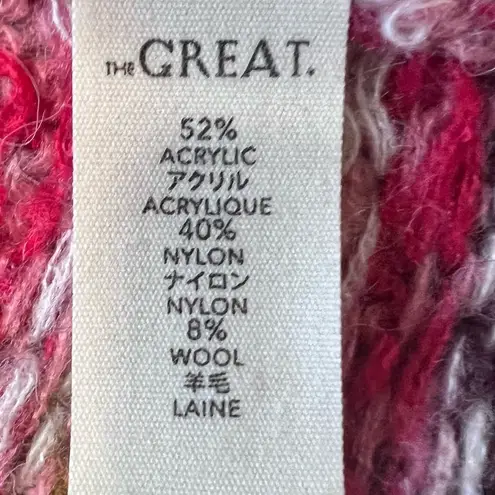 THE GREAT.
52%
ACRYLIC
アクリル
ACRYLIQUE
40%
NYLON
ナイロン
NYLON
8%
WOOL
羊毛
LAINE